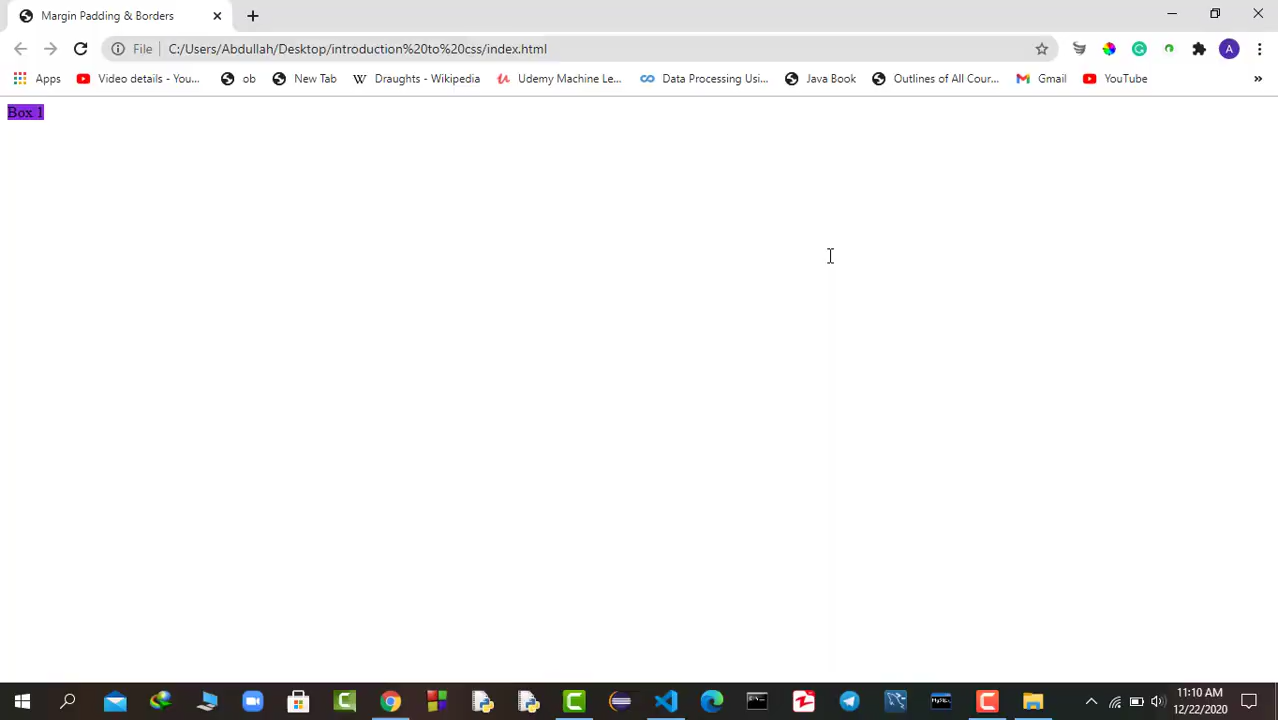 Margin Padding & Borders
File C:/Users/Abdullah/Desktop/introduction%20to%20css/index.html
A
Apps Video details - You... ob New Tab Draughts - Wikipedia Udemy Machine Le... Data Processing Usi... Java Book Outlines of All Cour... Gmail YouTube »
Box 1
11:10 AM
12/22/2020